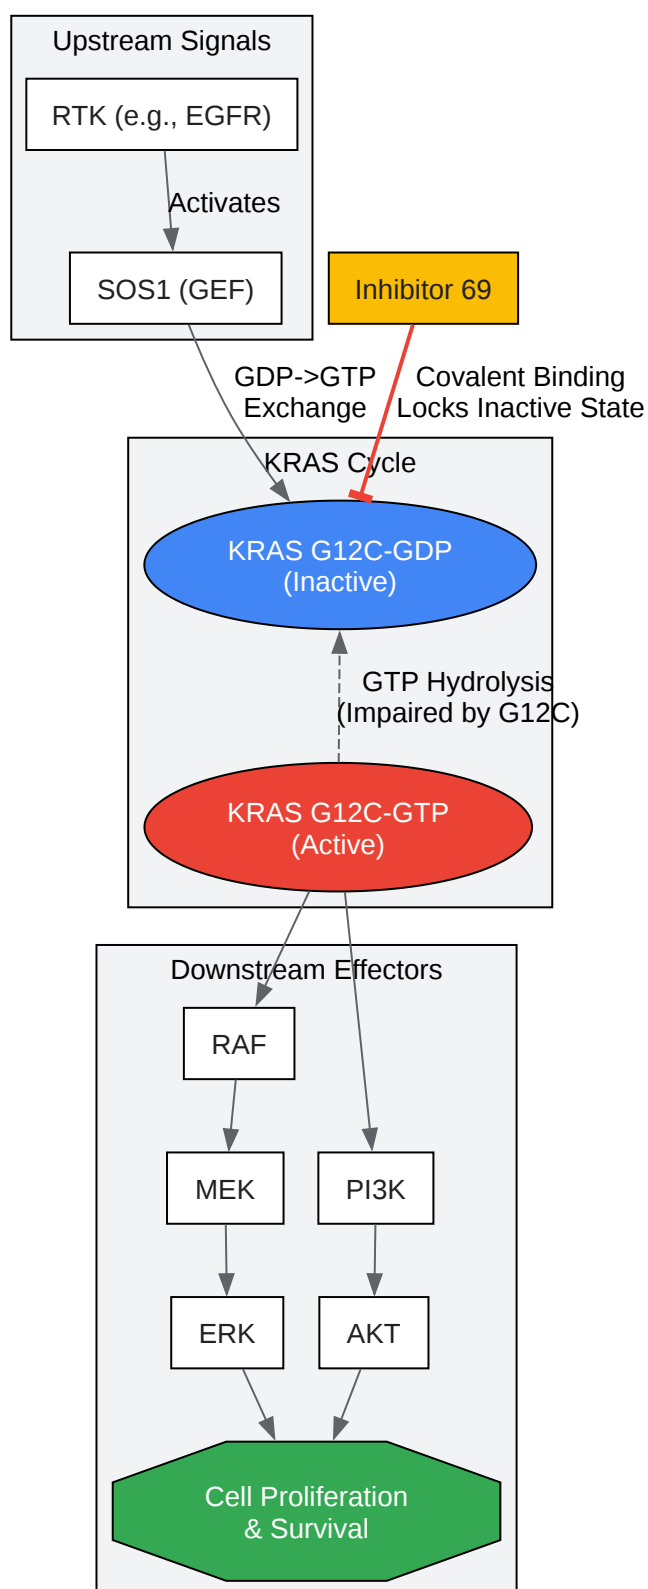 Upstream Signals
RTK (e.g., EGFR)
Activates
SOS1 (GEF)
Inhibitor 69
GDP->GTP
Exchange
Covalent Binding
Locks Inactive State
KRAS Cycle
KRAS G12C-GDP
(Inactive)
GTP Hydrolysis
(Impaired by G12C)
KRAS G12C-GTP
(Active)
Downstream Effectors
RAF
MEK
PI3K
ERK
AKT
Cell Proliferation
& Survival